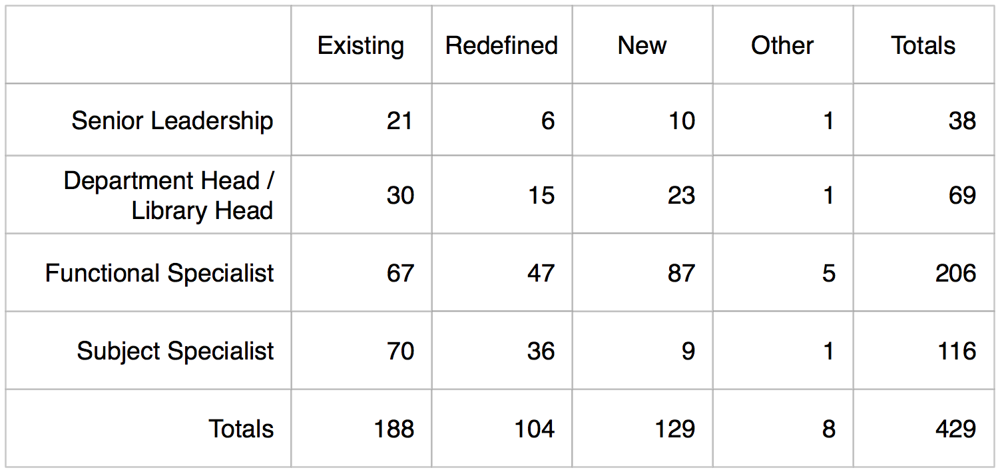 Existing Redefined New Other Totals
Senior Leadership 21 6 10 1 38
Department Head /
Library Head 30 15 23 1 69
Functional Specialist 67 47 87 5 206
Subject Specialist 70 36 9 1 116
Totals 188 104 129 8 429